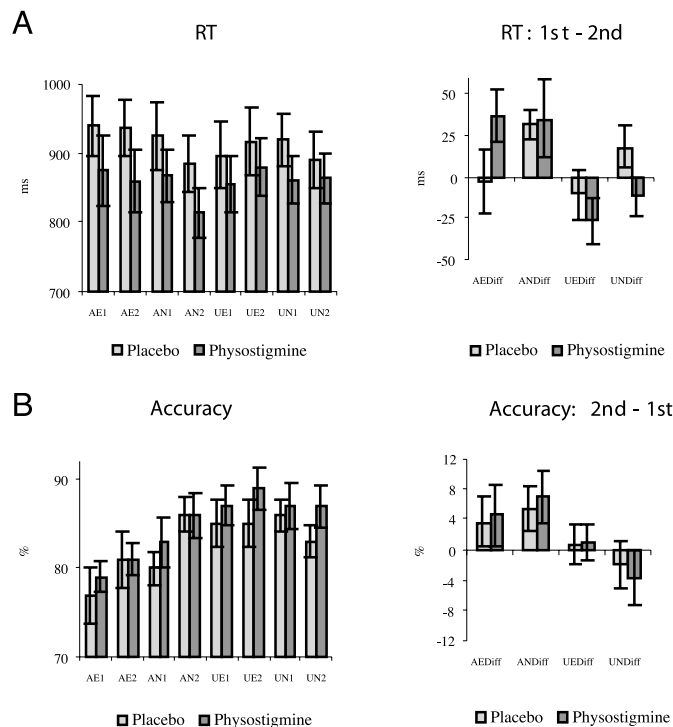 A
RT
RT: 1st - 2nd
1000
900
800
700
ms
AE1 AE2 AN1 AN2 UE1 UE2 UN1 UN2
Placebo Physostigmine
50
25
0
-25
-50
ms
AEDiff ANDiff UEDiff UNDiff
Placebo Physostigmine
B
Accuracy
Accuracy: 2nd - 1st
90
80
70
%
AE1 AE2 AN1 AN2 UE1 UE2 UN1 UN2
Placebo Physostigmine
12
8
4
0
-4
-8
-12
%
AEDiff ANDiff UEDiff UNDiff
Placebo Physostigmine